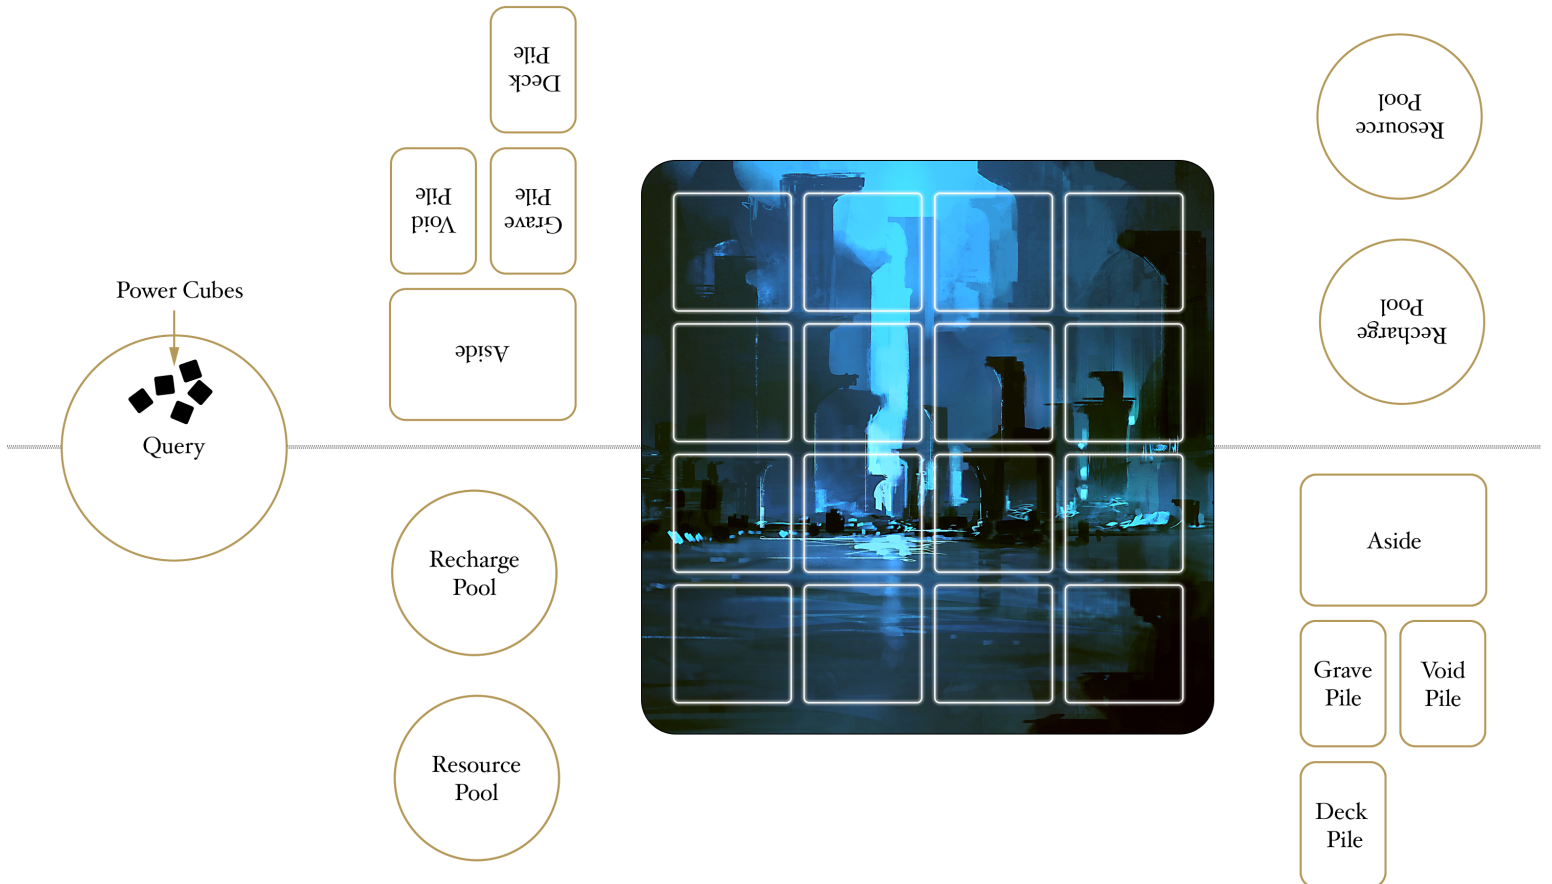 Deck
Pile
Void
Pile
Grave
Pile
Aside
Resource
Pool
Recharge
Pool
Power Cubes
Query
Recharge
Pool
Resource
Pool
Aside
Grave
Pile
Void
Pile
Deck
Pile